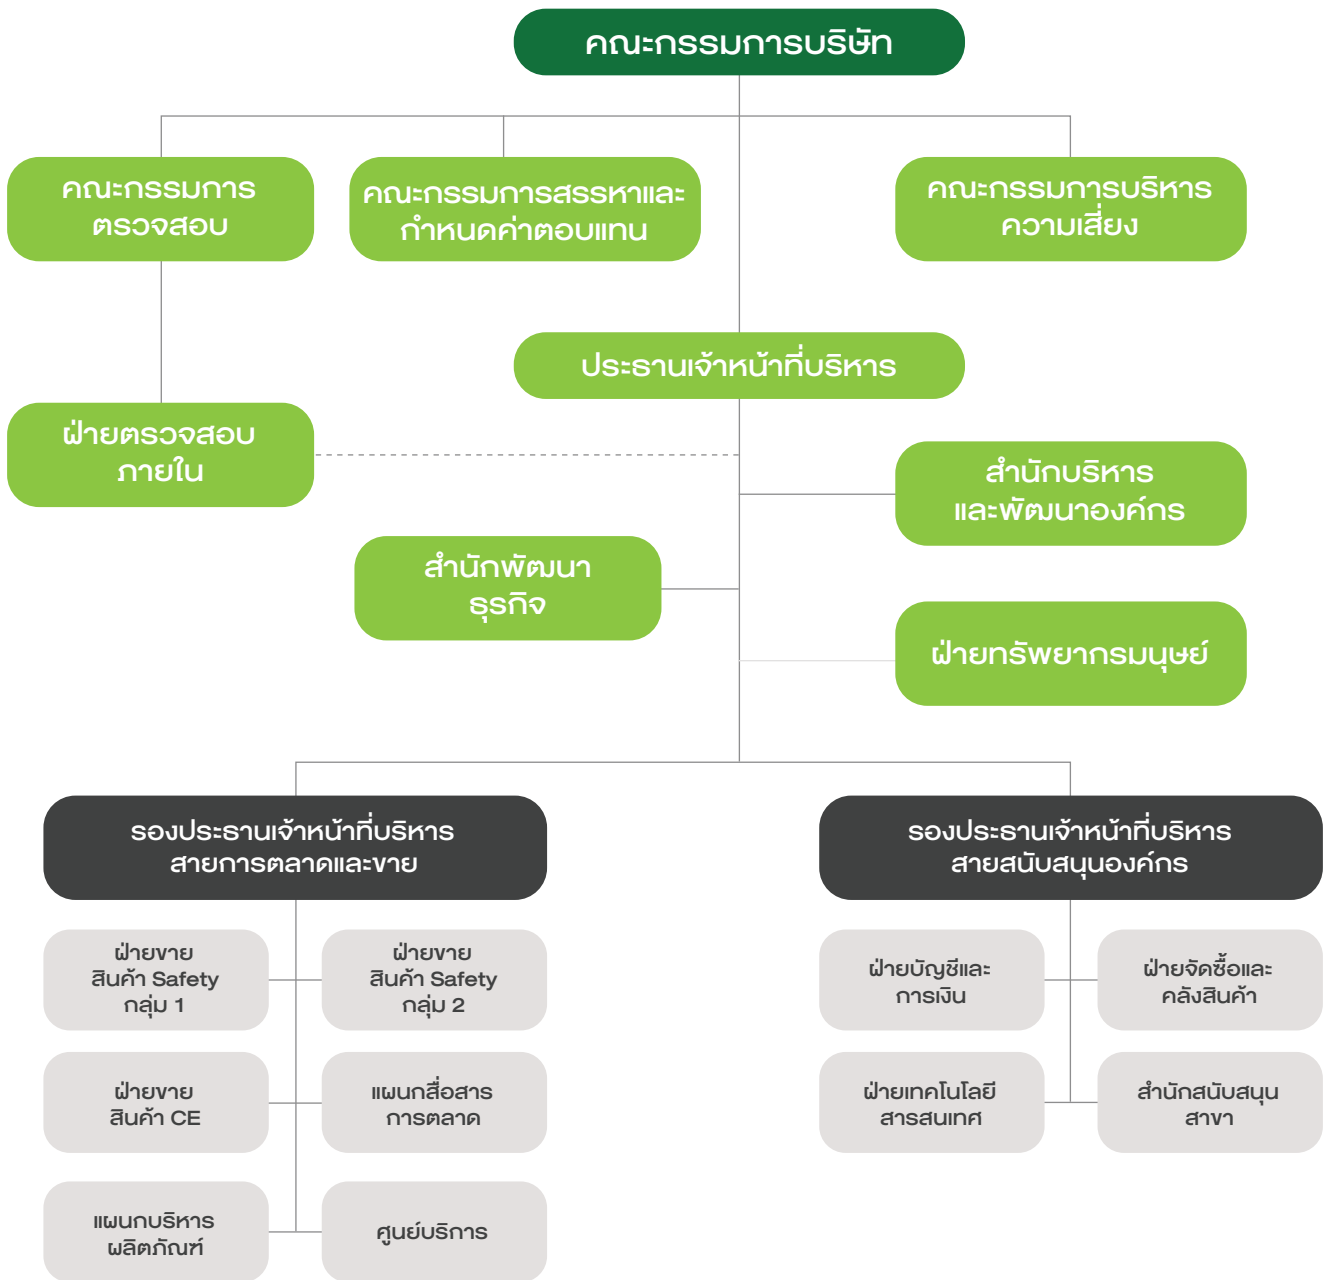 คณะกรรมการบริษัท
คณะกรรมการ
ตรวจสอบ
คณะกรรมการสรรหาและ
กำหนดค่าตอบแทน
คณะกรรมการบริหาร
ความเสี่ยง
ประธานเจ้าหน้าที่บริหาร
ฝ่ายตรวจสอบ
ภายใน
สำนักบริหาร
และพัฒนาองค์กร
สำนักพัฒนา
ธุรกิจ
ฝ่ายทรัพยากรมนุษย์
รองประธานเจ้าหน้าที่บริหาร
สายการตลาดและขาย
รองประธานเจ้าหน้าที่บริหาร
สายสนับสนุนองค์กร
ฝ่ายขาย
สินค้า Safety
กลุ่ม 1
ฝ่ายขาย
สินค้า Safety
กลุ่ม 2
ฝ่ายบัญชีและ
การเงิน
ฝ่ายจัดซื้อและ
คลังสินค้า
ฝ่ายขาย
สินค้า CE
แผนกสื่อสาร
การตลาด
ฝ่ายเทคโนโลยี
สารสนเทศ
สำนักสนับสนุน
สาขา
แผนกบริหาร
ผลิตภัณฑ์
ศูนย์บริการ